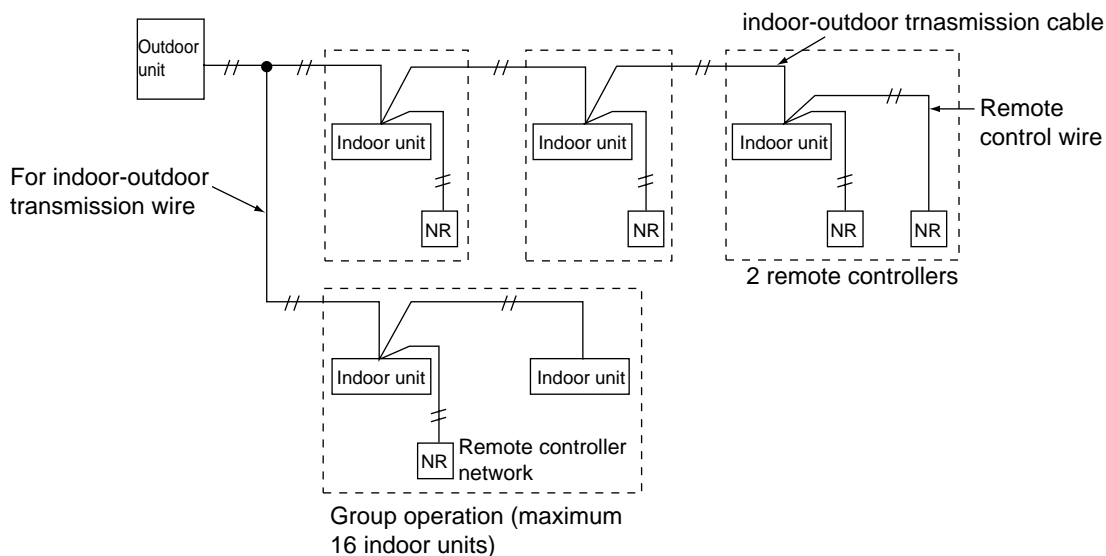 indoor-outdoor trnasmission cable
Outdoor
unit
Indoor unit
Indoor unit
Indoor unit
Remote
control wire
For indoor-outdoor
transmission wire
NR
NR
NR
NR
2 remote controllers
Indoor unit
Indoor unit
NR
Remote controller
network
Group operation (maximum
16 indoor units)